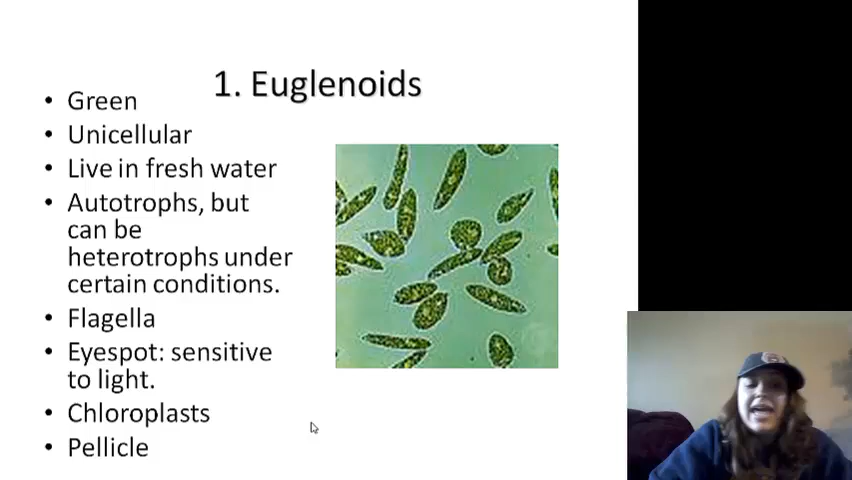 1. Euglenoids
• Green
• Unicellular
• Live in fresh water
• Autotrophs, but
can be
heterotrophs under
certain conditions.
• Flagella
• Eyespot: sensitive
to light.
• Chloroplasts
• Pellicle